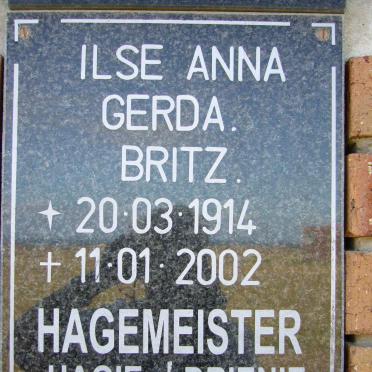 ILSE ANNA
GERDA.
BRITZ.
20·03·1914
+ 11·01·2002
HAGEMEISTER